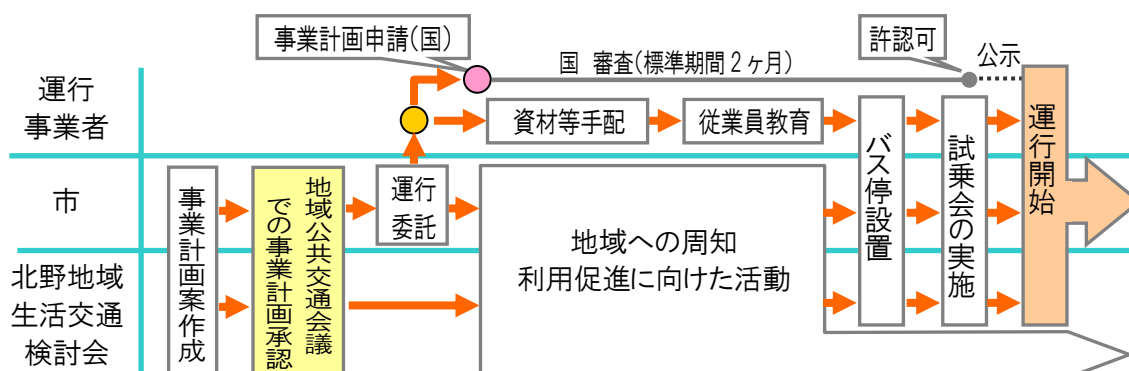 事業計画申請(国)
許認可
国 審査(標準期間2ヶ月)
公示
運行
事業者
資材等手配
従業員教育
バス停設置
試乗会の実施
運行開始
市
事業計画案作成
地域公共交通会議
での事業計画承認
運行
委託
地域への周知
利用促進に向けた活動
北野地域
生活交通
検討会